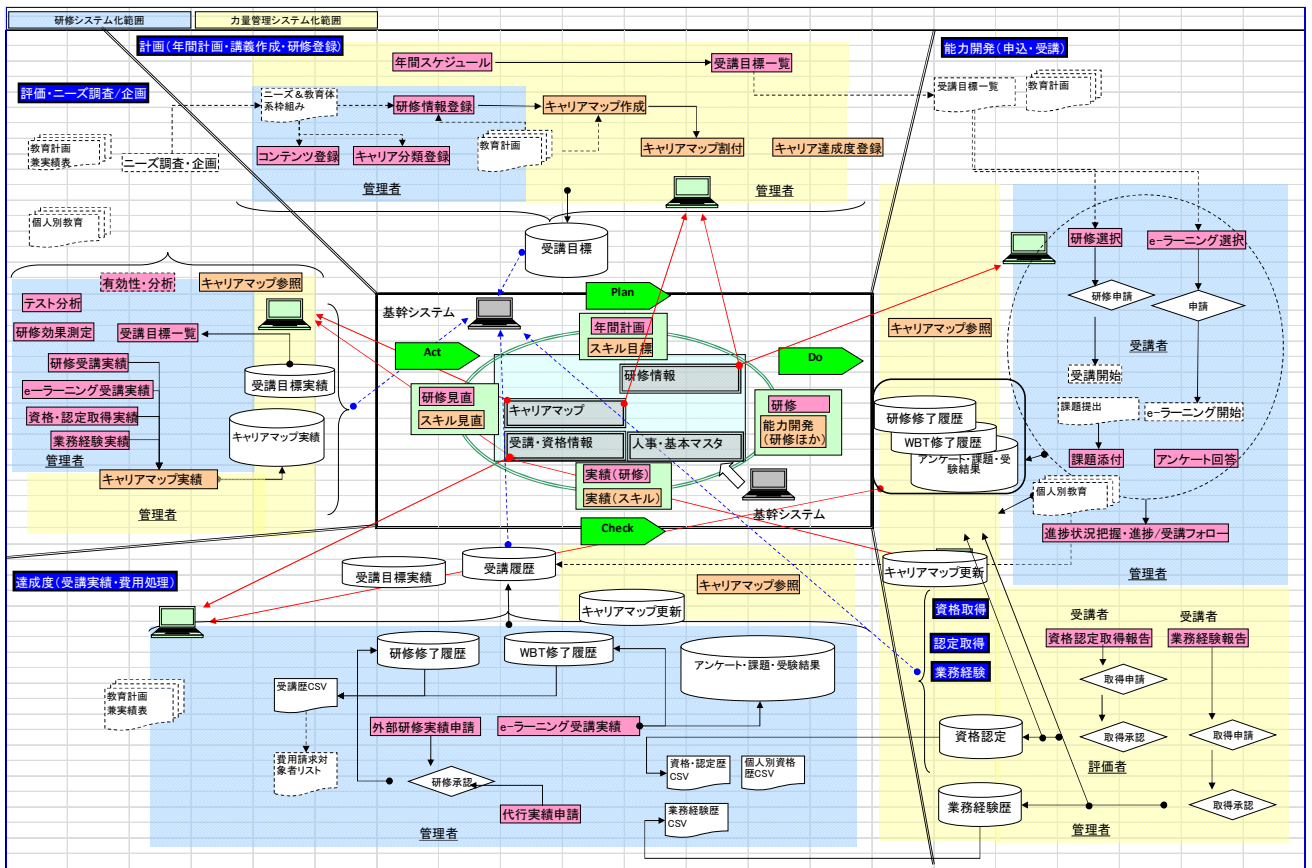 研修システム化範囲
力量管理システム化範囲
計画(年間計画・講義作成・研修登録)
年間スケジュール
受講目標一覧
能力開発(申込・受講)
評価・ニーズ調査/企画
ニーズ&教育体
系枠組み
研修情報登録
キャリアマップ作成
受講目標一覧
教育計画
教育計画
兼実績表
ニーズ調査・企画
コンテンツ登録
キャリア分類登録
教育計画
キャリアマップ割付
キャリア達成度登録
管理者
管理者
個人別教育
受講目標
研修選択
e-ラーニング選択
研修申請
申請
受講者
受講開始
課題提出
e-ラーニング開始
課題添付
アンケート回答
個人別教育
進捗状況把握・進捗/受講フォロー
管理者
キャリアマップ参照
有効性・分析
キャリアマップ参照
テスト分析
研修効果測定
受講目標一覧
研修受講実績
e-ラーニング受講実績
資格・認定取得実績
業務経験実績
管理者
受講目標実績
キャリアマップ実績
キャリアマップ実績
管理者
基幹システム
Plan
年間計画
スキル目標
Act
Do
研修情報
研修見直
スキル見直
キャリアマップ
研修
能力開発
(研修ほか)
受講・資格情報
人事・基本マスタ
実績(研修)
実績(スキル)
基幹システム
Check
研修修了履歴
WBT修了履歴
アンケート・課題・受
験結果
達成度(受講実績・費用処理)
受講目標実績
受講履歴
キャリアマップ参照
キャリアマップ更新
キャリアマップ更新
資格取得
認定取得
業務経験
受講者
資格認定取得報告
取得申請
取得承認
評価者
受講者
業務経験報告
取得申請
取得承認
管理者
資格認定
業務経験歴
教育計画
兼実績表
研修修了履歴
WBT修了履歴
アンケート・課題・受験結果
受講歴CSV
外部研修実績申請
e-ラーニング受講実績
費用請求対
象者リスト
研修承認
代行実績申請
資格・認定歴
CSV
個人別資格
歴CSV
業務経験歴
CSV
管理者